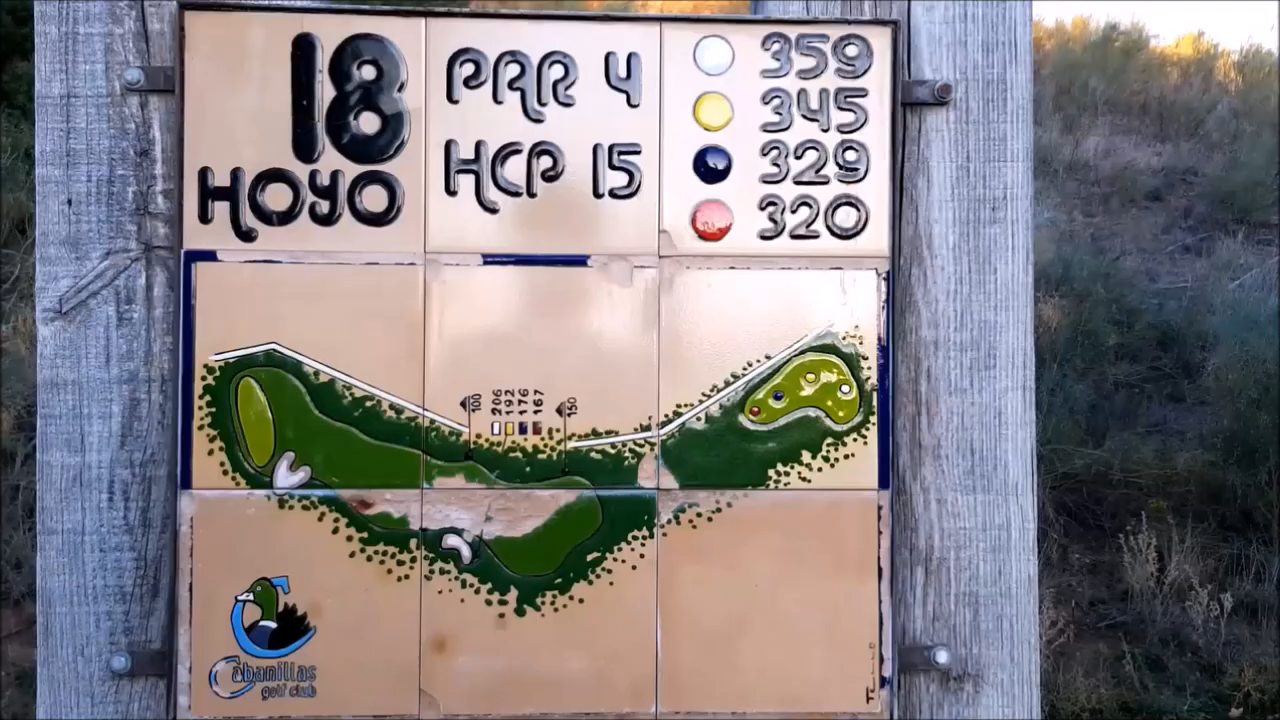 18
HOYO
PAR 4
HCP 15
359
345
329
320
100
206
192
176
167
150
Cabanillas
golf club